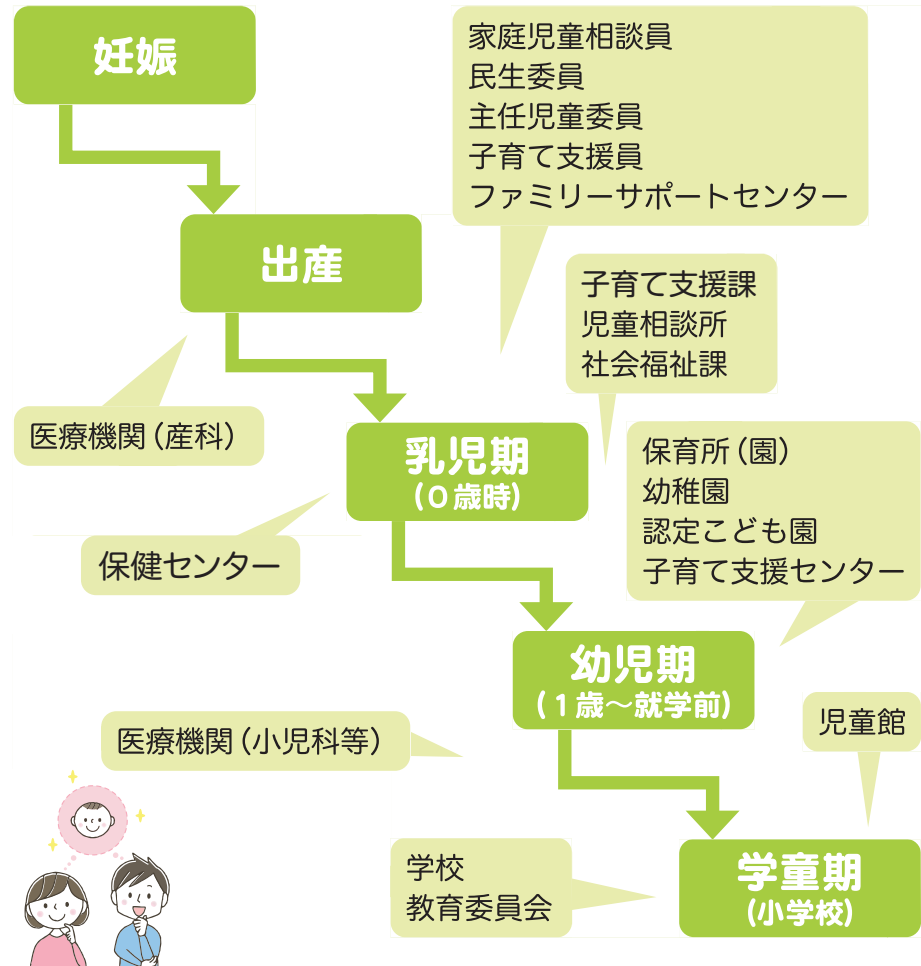 妊娠
家庭児童相談員
民生委員
主任児童委員
子育て支援員
ファミリーサポートセンター
出産
子育て支援課
児童相談所
社会福祉課
医療機関（産科）
乳児期
（０歳時）
保育所（園）
幼稚園
認定こども園
子育て支援センター
保健センター
幼児期
（１歳～就学前）
医療機関（小児科等）
児童館
学校
教育委員会
学童期
（小学校）